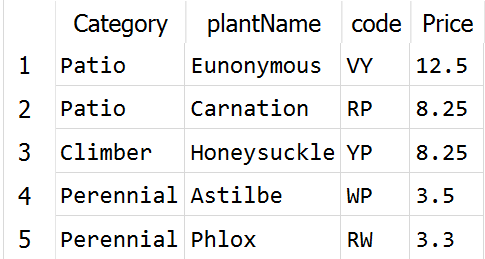 Category plantName code Price
1 Patio Eunonymous VY 12.5
2 Patio Carnation RP 8.25
3 Climber Honeysuckle YP 8.25
4 Perennial Astilbe WP 3.5
5 Perennial Phlox RW 3.3